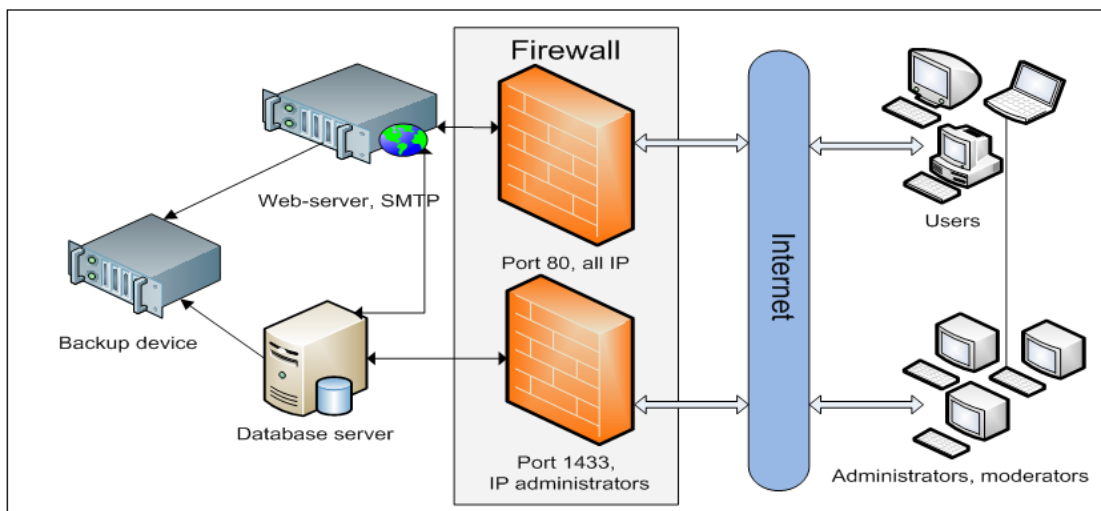 Firewall
Web-server, SMTP
Port 80, all IP
Users
Internet
Backup device
Database server
Port 1433,
IP administrators
Administrators, moderators